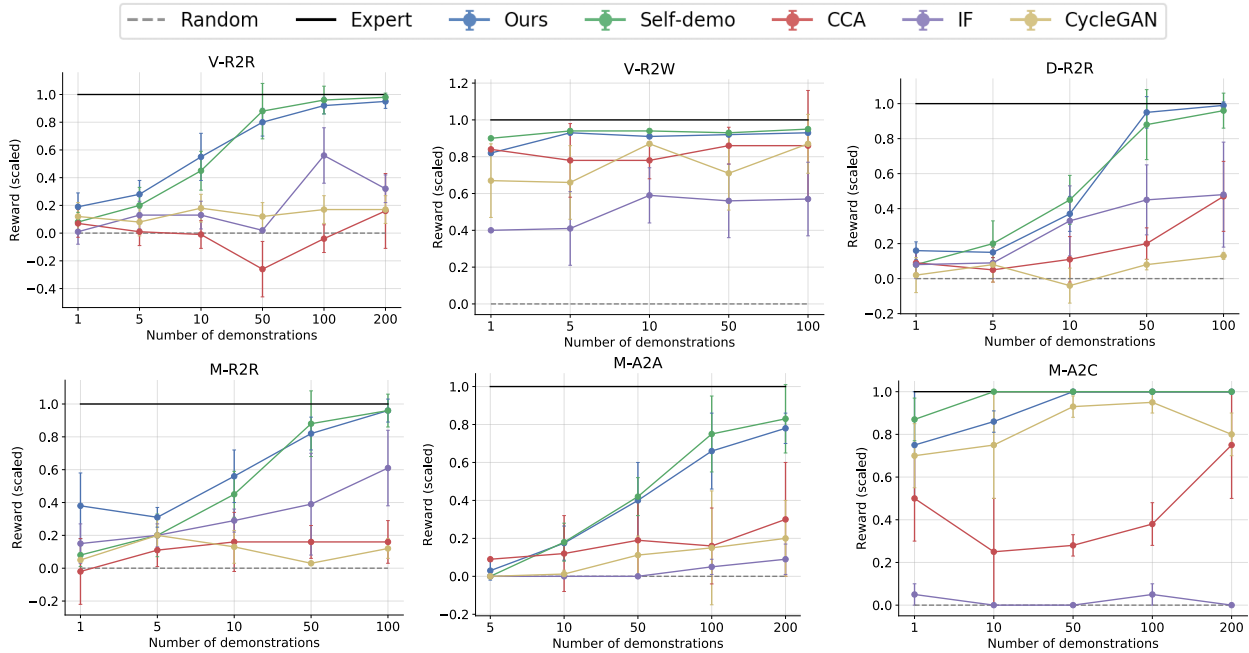 Random Expert Ours Self-demo CCA IF CycleGAN
V-R2R
Reward (scaled)
1.0
0.8
0.6
0.4
0.2
0.0
−0.2
−0.4
1 5 10 50 100 200
Number of demonstrations
V-R2W
Reward (scaled)
1.2
1.0
0.8
0.6
0.4
0.2
0.0
1 5 10 50 100
Number of demonstrations
D-R2R
Reward (scaled)
1.0
0.8
0.6
0.4
0.2
0.0
−0.2
1 5 10 50 100
Number of demonstrations
M-R2R
Reward (scaled)
1.0
0.8
0.6
0.4
0.2
0.0
−0.2
1 5 10 50 100
Number of demonstrations
M-A2A
Reward (scaled)
1.0
0.8
0.6
0.4
0.2
0.0
−0.2
5 10 50 100 200
Number of demonstrations
M-A2C
Reward (scaled)
1.0
0.8
0.6
0.4
0.2
0.0
1 10 50 100 200
Number of demonstrations